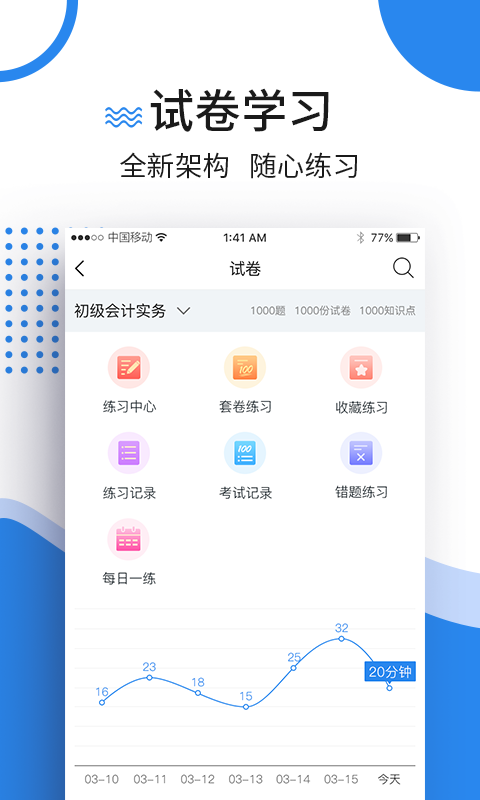 试卷学习
全新架构 随心练习
中国移动 1:41 AM 77%
试卷
初级会计实务 1000题 1000份试卷 1000知识点
100
练习中心 套卷练习 收藏练习
100
练习记录 考试记录 错题练习
每日一练
32
25
23
20分钟
18
16
15
03-10 03-11 03-12 03-13 03-14 03-15 今天